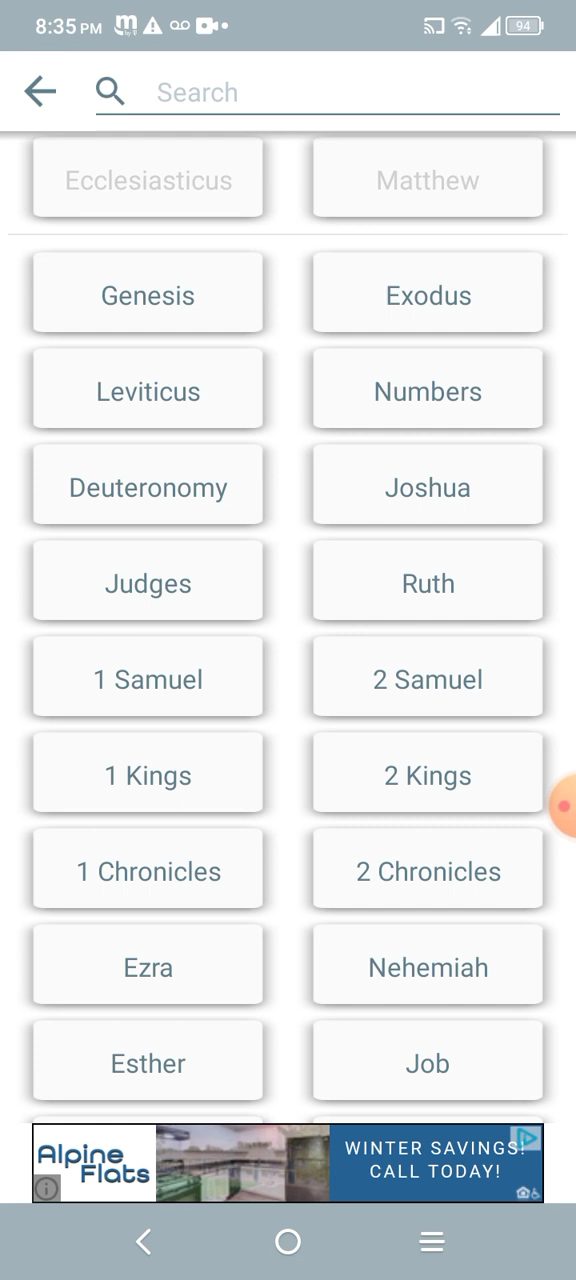 8:35 PM
94
Search
Ecclesiasticus Matthew
Genesis Exodus
Leviticus Numbers
Deuteronomy Joshua
Judges Ruth
1 Samuel 2 Samuel
1 Kings 2 Kings
1 Chronicles 2 Chronicles
Ezra Nehemiah
Esther Job
Alpine
Flats
WINTER SAVINGS!
CALL TODAY!